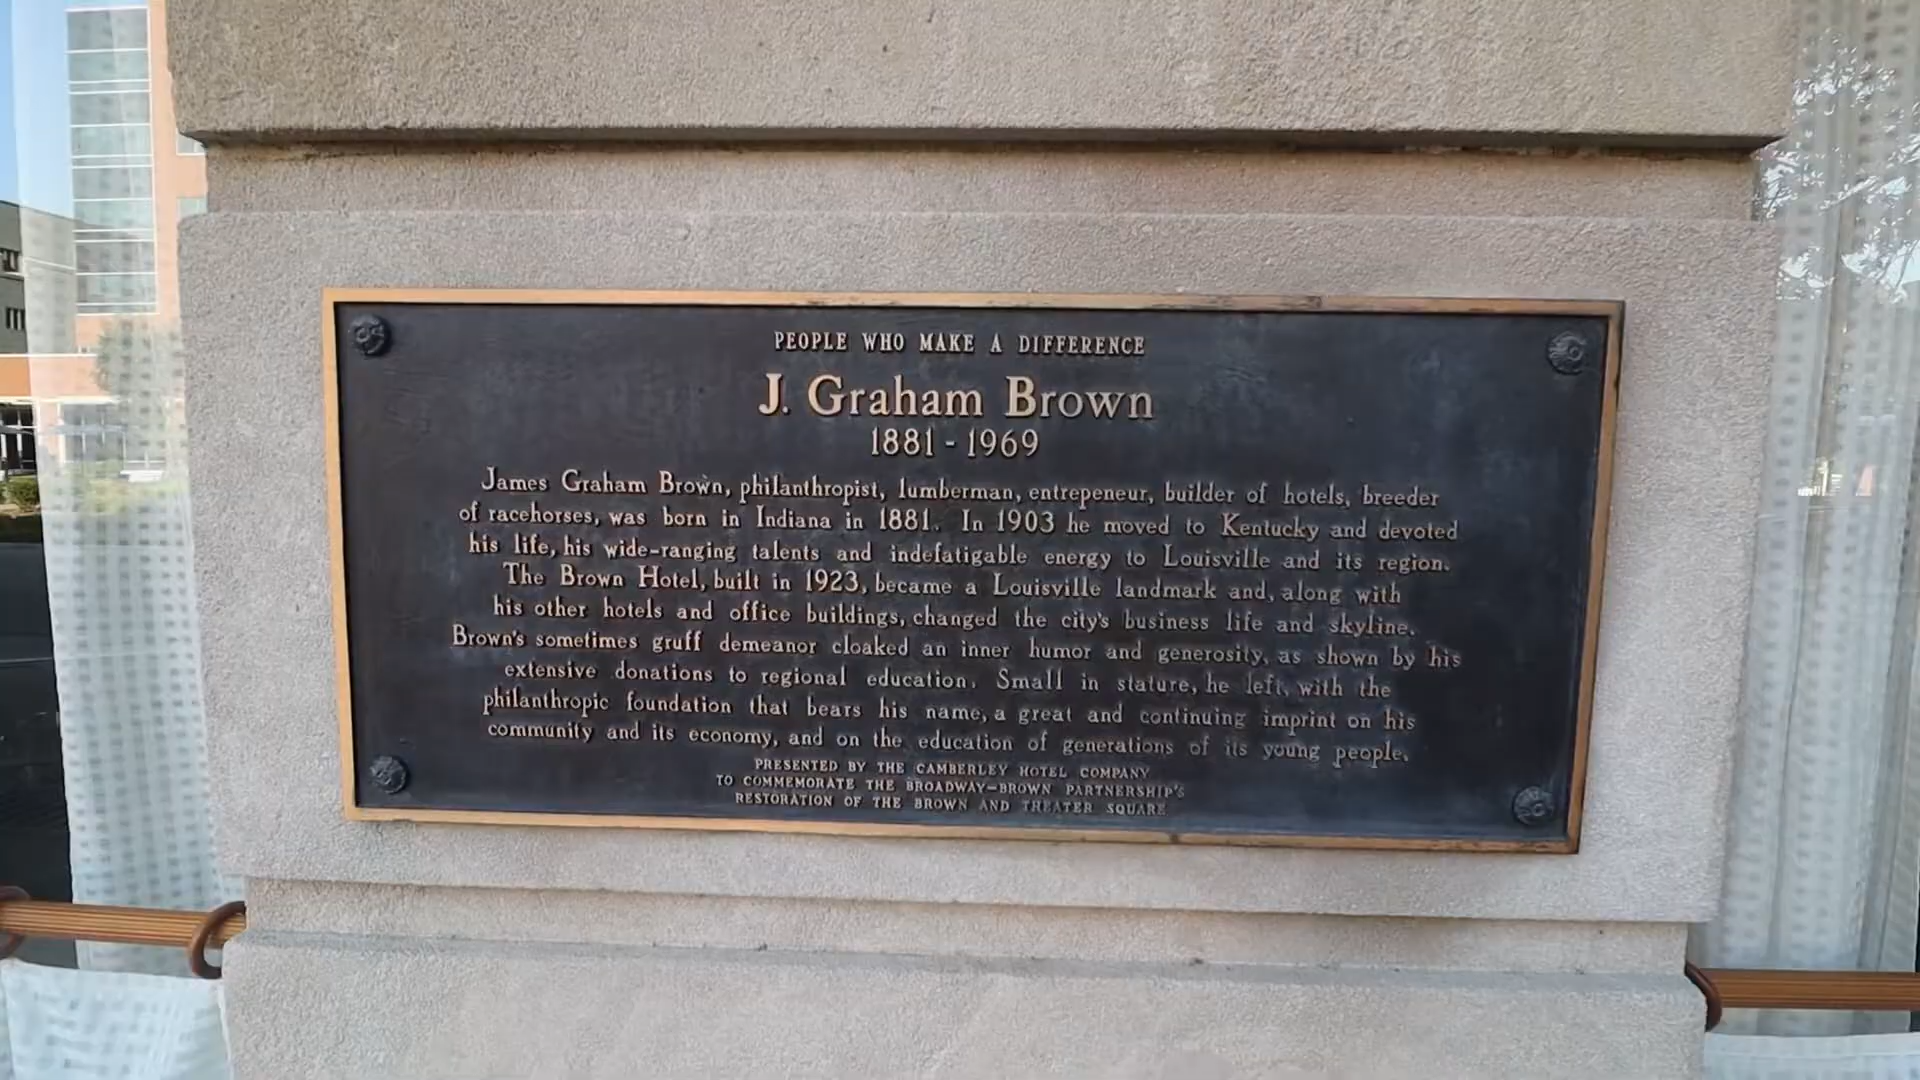 PEOPLE WHO MAKE A DIFFERENCE
J. Graham Brown
1881 - 1969
James Graham Brown, philanthropist, lumberman, entrepeneur, builder of hotels, breeder
of racehorses, was born in Indiana in 1881. In 1903 he moved to Kentucky and devoted
his life, his wide-ranging talents and indefatigable energy to Louisville and its region.
The Brown Hotel, built in 1923, became a Louisville landmark and, along with
his other hotels and office buildings, changed the city's business life and skyline.
Brown's sometimes gruff demeanor cloaked an inner humor and generosity, as shown by his
extensive donations to regional education. Small in stature, he left, with the
philanthropic foundation that bears his name, a great and continuing imprint on his
community and its economy, and on the education of generations of its young people.
PRESENTED BY THE CAMBERLEY HOTEL COMPANY
TO COMMEMORATE THE BROADWAY-BROWN PARTNERSHIP'S
RESTORATION OF THE BROWN AND THEATER SQUARE